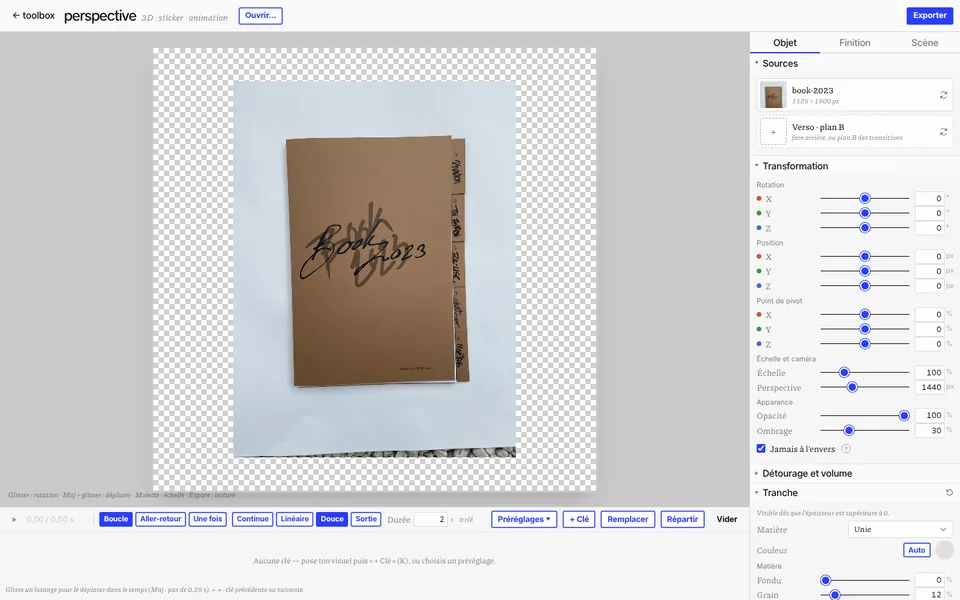 ← toolbox perspective 3D · sticker · animation Ouvrir... Exporter
Objet Finition Scène
Sources
book-2023
1125 × 1500 px
+ Verso · plan B
face arrière, ou plan B des transitions
Transformation
Rotation
X 0 °
Y 0 °
Z 0 °
Position
X 0 px
Y 0 px
Z 0 px
Point de pivot
X 0 %
Y 0 %
Z 0 %
Échelle et caméra
Échelle 100 %
Perspective 1440 px
Apparence
Opacité 100 %
Ombrage 30 %
Jamais à l'envers ?
Détourage et volume
Tranche
Visible dès que l'épaisseur est supérieure à 0.
Matière Unie
Couleur Auto
Matière
Fondu 0 %
Grain 12 %
Book
2023
Glisser : rotation · Maj + glisser : déplacer · Molette : échelle · Espace : lecture
0,00 / 0,00 s Boucle Aller-retour Une fois Continue Linéaire Douce Sortie Durée 2 s 0 clé Préréglages + Clé Remplacer Répartir Vider
Aucune clé — pose ton visuel puis « + Clé » (K), ou choisis un préréglage.
Glisse un losange pour le déplacer dans le temps (Maj : pas de 0,25 s). ← → : clé précédente ou suivante.